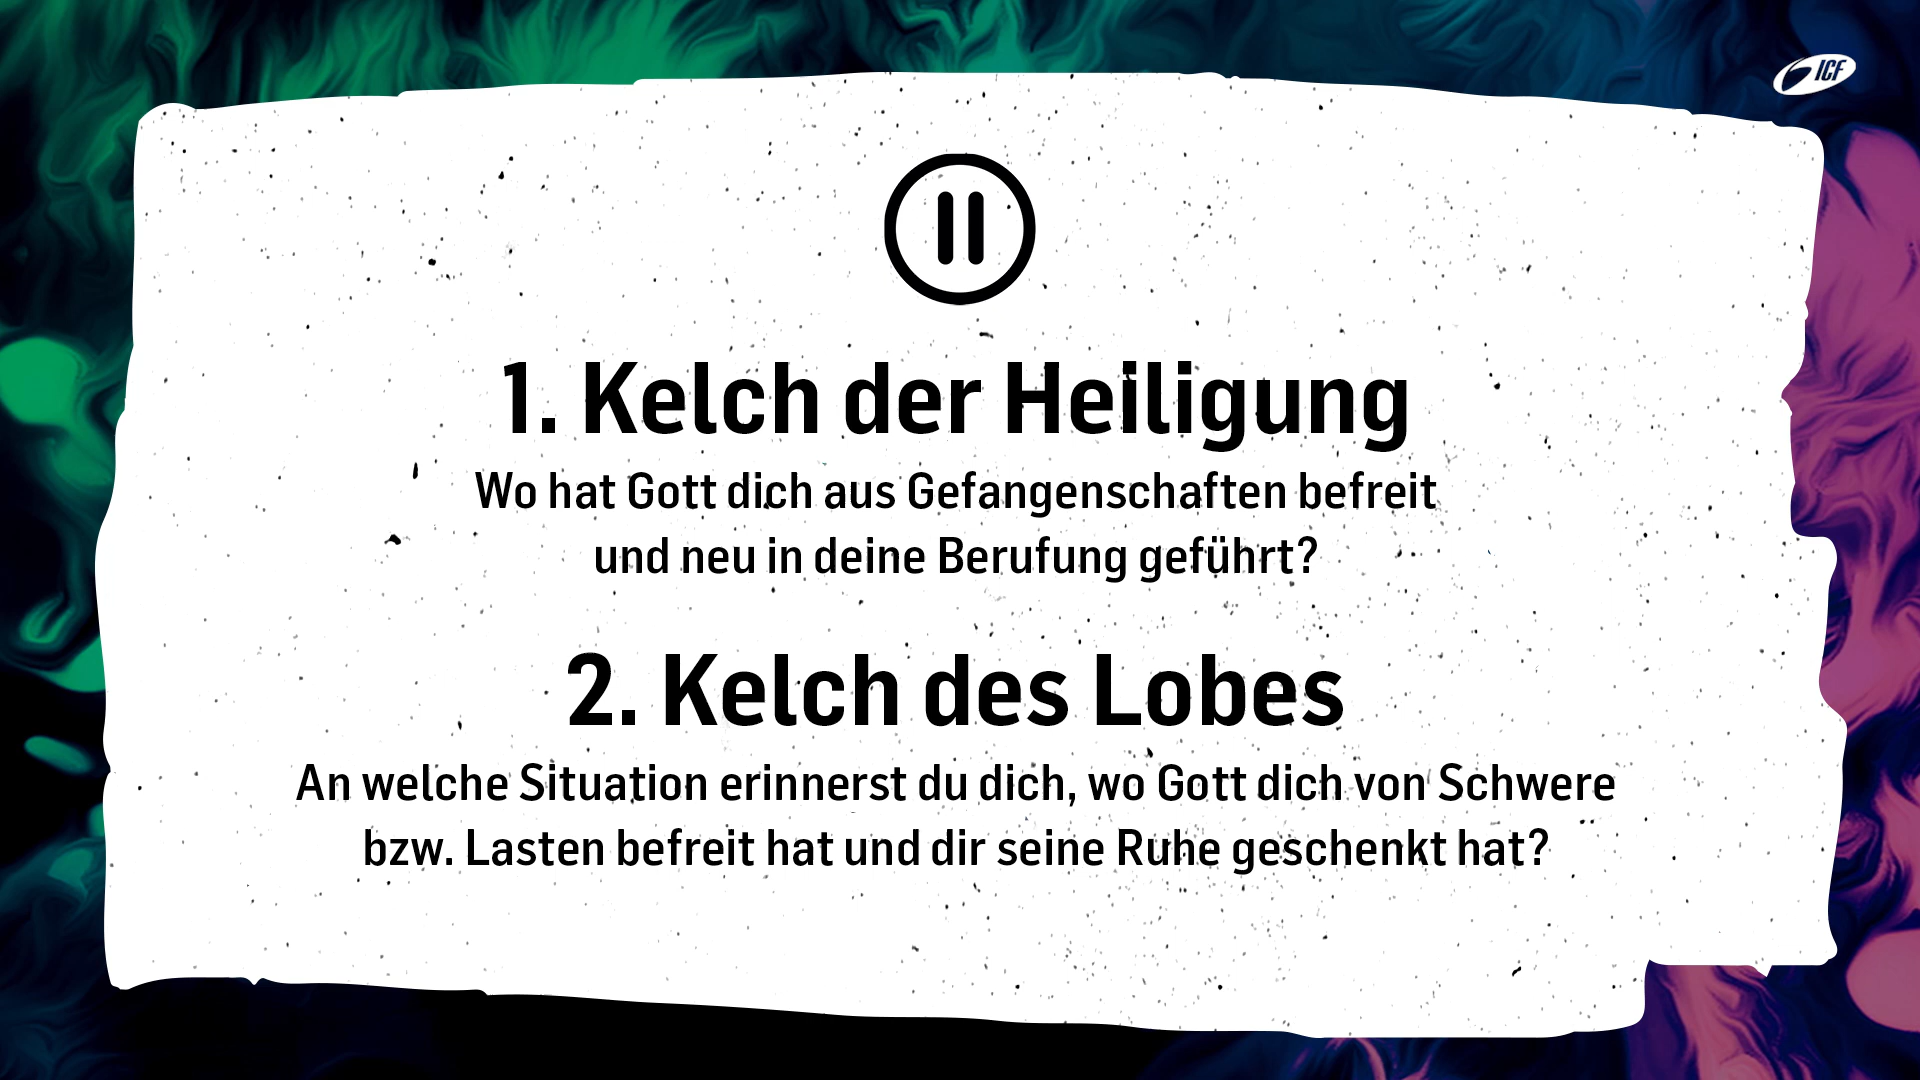 ICF
1. Kelch der Heiligung
Wo hat Gott dich aus Gefangenschaften befreit
und neu in deine Berufung geführt?
2. Kelch des Lobes
An welche Situation erinnerst du dich, wo Gott dich von Schwere
bzw. Lasten befreit hat und dir seine Ruhe geschenkt hat?